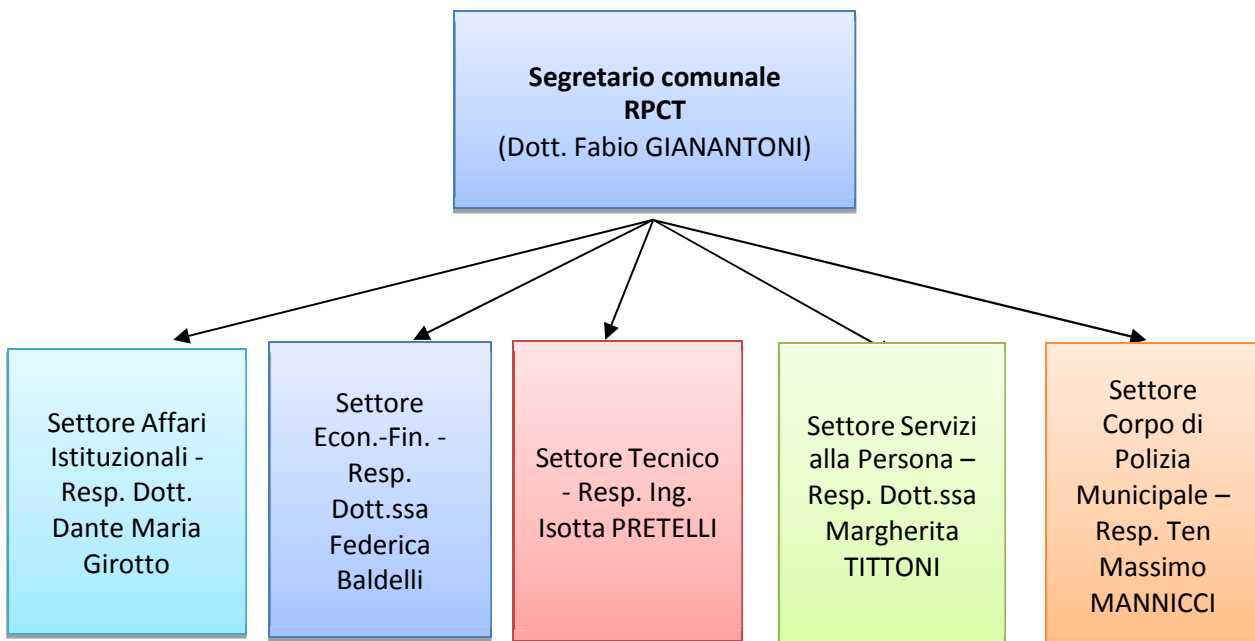 Segretario comunale
RPCT
(Dott. Fabio GIANANTONI)
Settore Affari
Istituzionali -
Resp. Dott.
Dante Maria
Girotto
Settore
Econ.-Fin. -
Resp.
Dott.ssa
Federica
Baldelli
Settore Tecnico
- Resp. Ing.
Isotta PRETELLI
Settore Servizi
alla Persona –
Resp. Dott.ssa
Margherita
TITTONI
Settore
Corpo di
Polizia
Municipale –
Resp. Ten
Massimo
MANNICCI